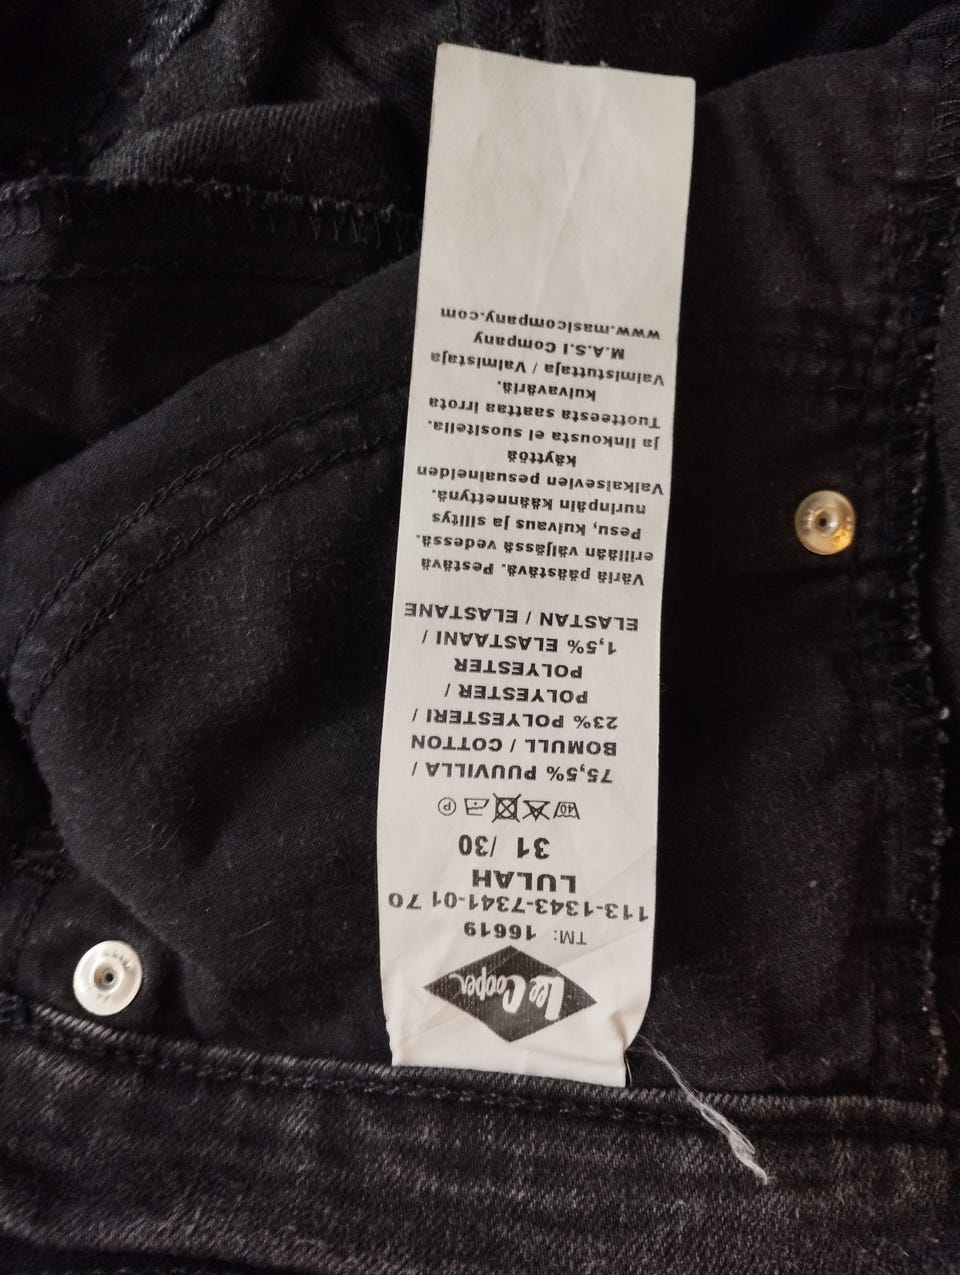 Lee Cooper
TM: 16619
113-1343-7341-01 70
LULAH
31 /30
40
P
75,5% PUUVILLA /
BOMULL / COTTON
23% POLYESTERI /
POLYESTER /
POLYESTER
1,5% ELASTAANI /
ELASTAN / ELASTANE
Väriä päästävä. Pestävä
erillään väljässä vedessä.
Pesu, kuivaus ja silitys
nurinpäin käännettynä.
Valkaisevien pesuaineiden
käyttöä
ja linkousta ei suositella.
Tuotteesta saattaa irrota
kuivaväriä.
Valmistuttaja / Valmistaja
M.A.S.I Company
www.masicompany.com